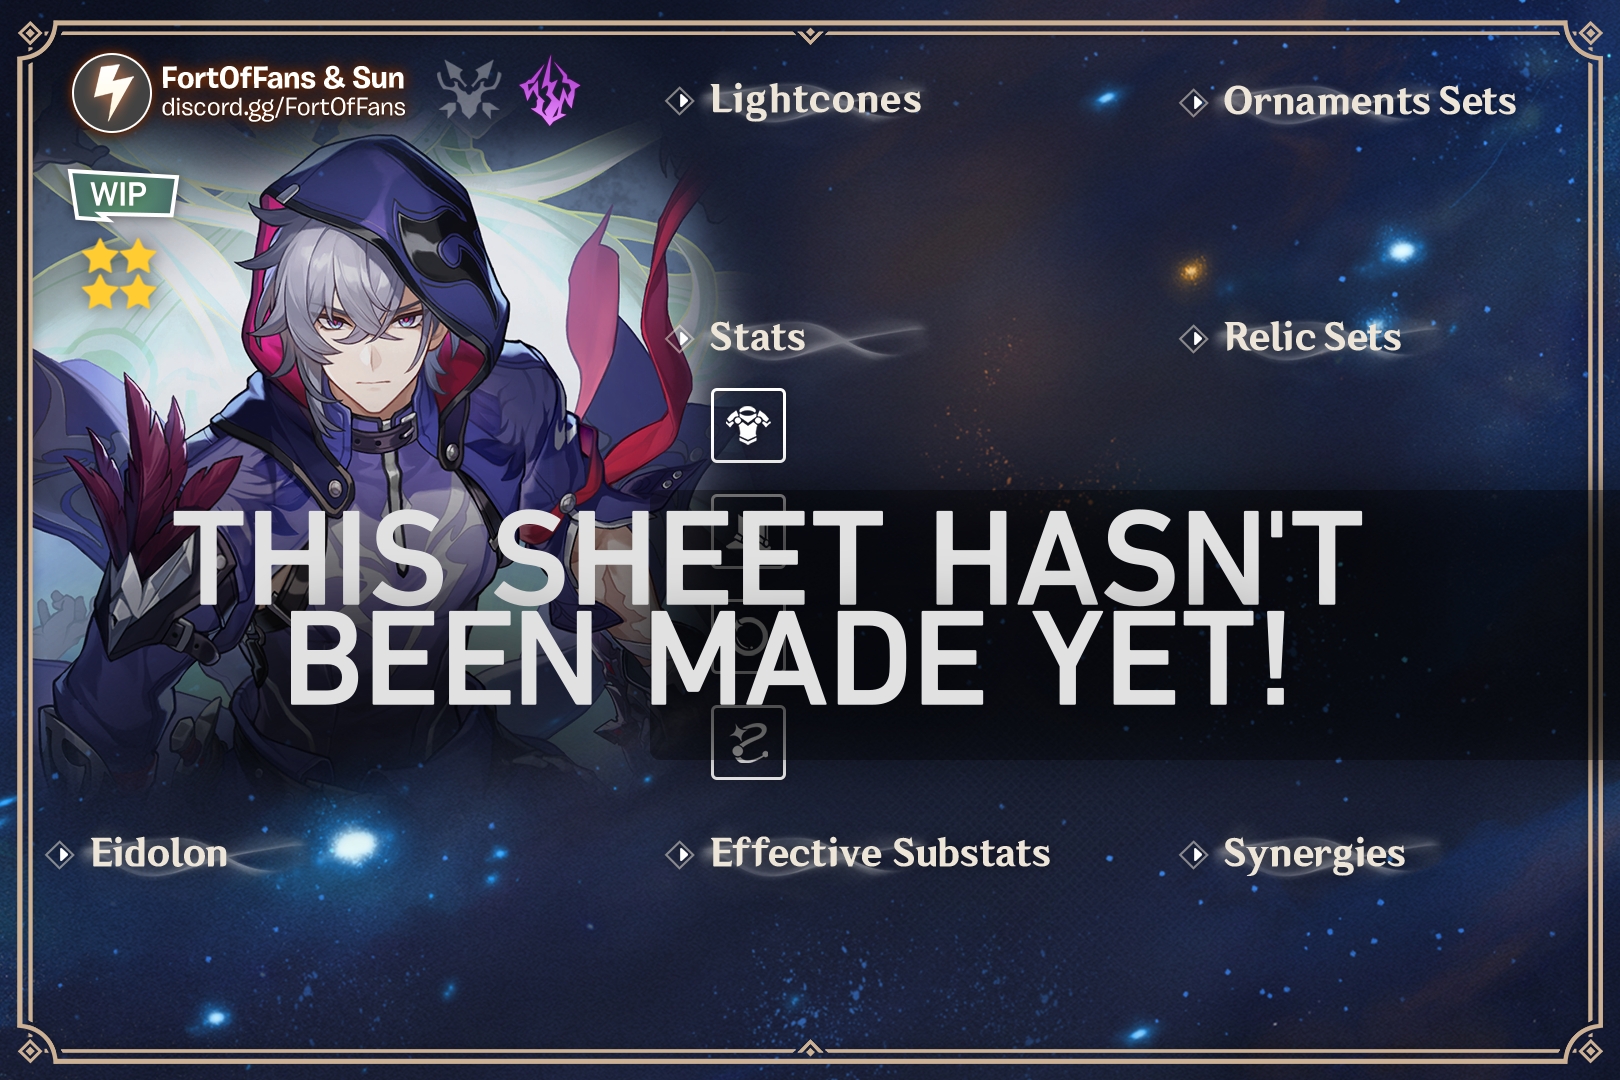 FortOfFans & Sun
discord.gg/FortOfFans
WIP
Lightcones
Ornaments Sets
Stats
Relic Sets
THIS SHEET HASN'T
BEEN MADE YET!
Eidolon
Effective Substats
Synergies